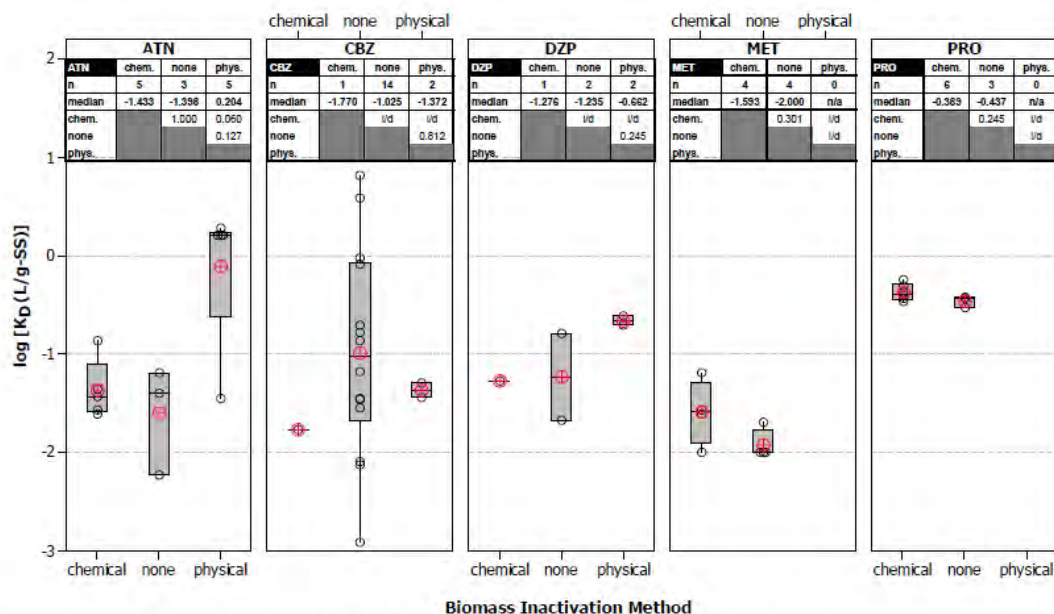 chemical none physical
chemical none physical
ATN
CBZ
DZP
MET
PRO
2
1
0
-1
-2
-3
log [K_D (L/g-SS)]
ATN chem. none phys.
n 5 3 5
median -1.433 -1.398 0.204
chem. 1.000 0.060
none 0.127
phys.
CBZ chem. none phys.
n 1 14 2
median -1.770 -1.025 -1.372
chem. i/d i/d
none 0.812
phys.
DZP chem. none phys.
n 1 2 2
median -1.276 -1.235 -0.662
chem. i/d i/d
none 0.245
phys.
MET chem. none phys.
n 4 4 0
median -1.593 -2.000 n/a
chem. 0.301 i/d
none i/d
phys.
PRO chem. none phys.
n 6 3 0
median -0.389 -0.437 n/a
chem. 0.245 i/d
none i/d
phys.
chemical none physical
chemical none physical
chemical none physical
Biomass Inactivation Method